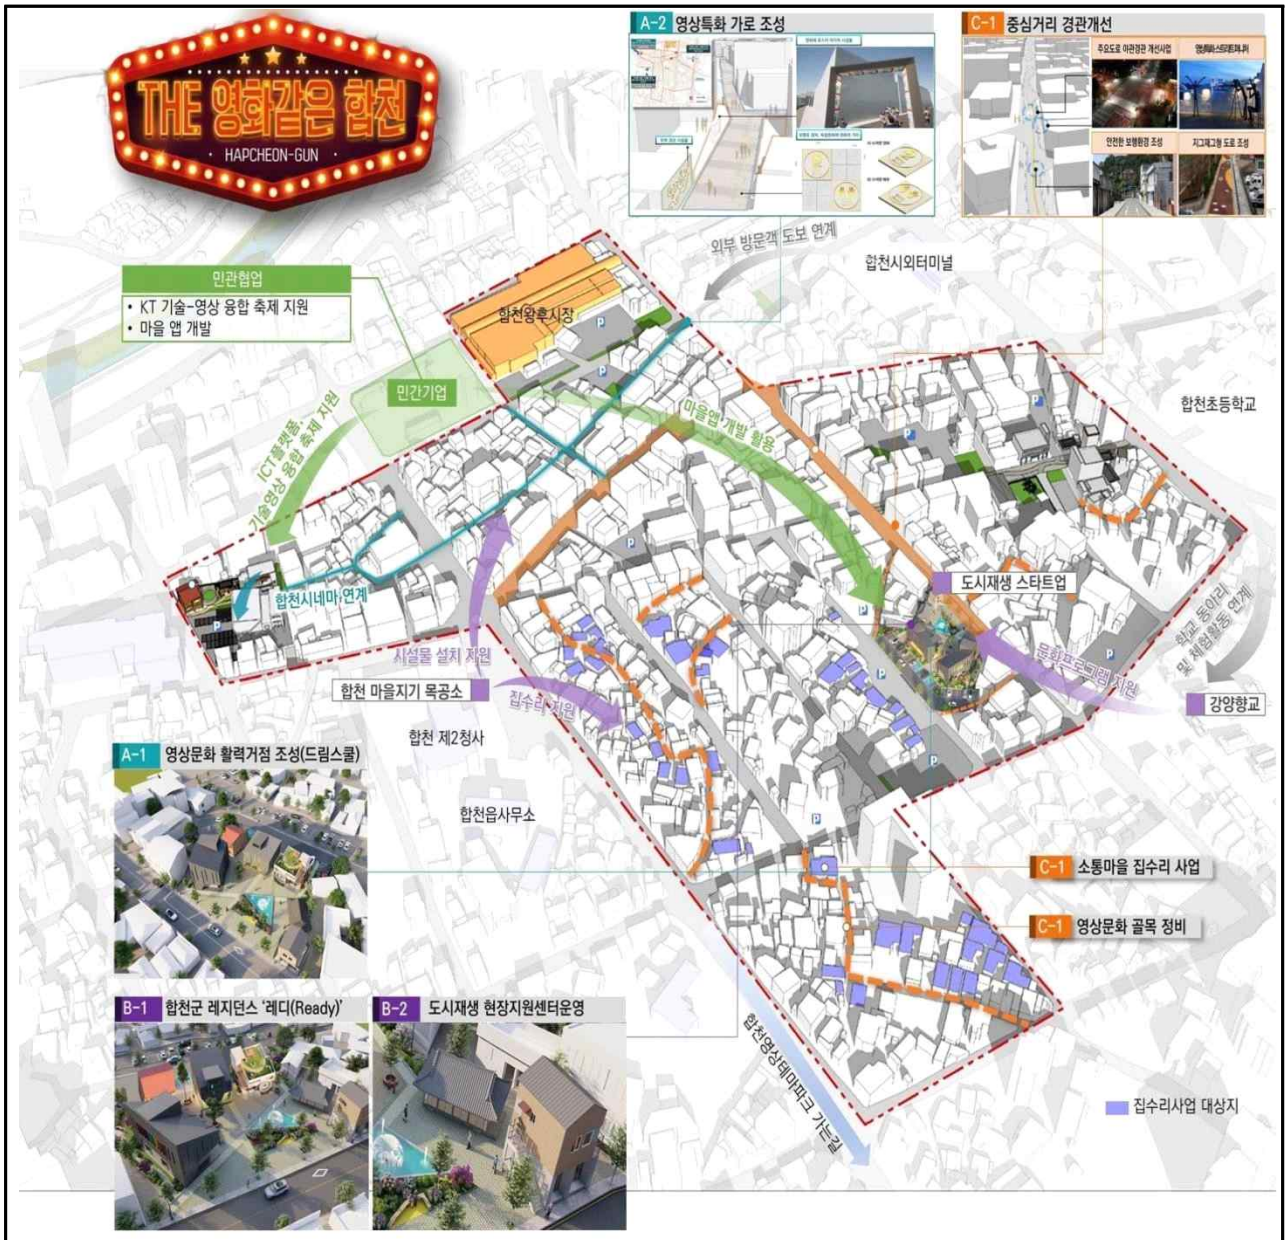 THE 영화같은 합천
· HAPCHEON-GUN ·
A-2 영상특화 가로 조성
C-1 중심거리 경관개선
주요도로 야관경관 개선사업
안전한 보행환경 조성
지그재그형 도로 조성
외부 방문객 도보 연계
합천시외터미널
민관협업
• KT 기술-영상 융합 축제 지원
• 마을 앱 개발
합천왕후시장
P
P
민간기업
합천초등학교
ICT플랫폼,
기술영상 융합 축제 지원
마을앱 개발 활용
P
P
P
P
도시재생 스타트업
합천시네마 연계
P
P
P
학교 동아리
및 체험활동 연계
시설물 설치 지원
문화프로그램 지원
합천 마을지기 목공소
집수리 지원
강양향교
합천 제2청사
A-1 영상문화 활력거점 조성(드림스쿨)
P
합천읍사무소
P
C-1 소통마을 집수리 사업
C-1 영상문화 골목 정비
B-1 합천군 레지던스 '레디(Ready)'
B-2 도시재생 현장지원센터운영
합천영상테마파크 가는길
집수리사업 대상지